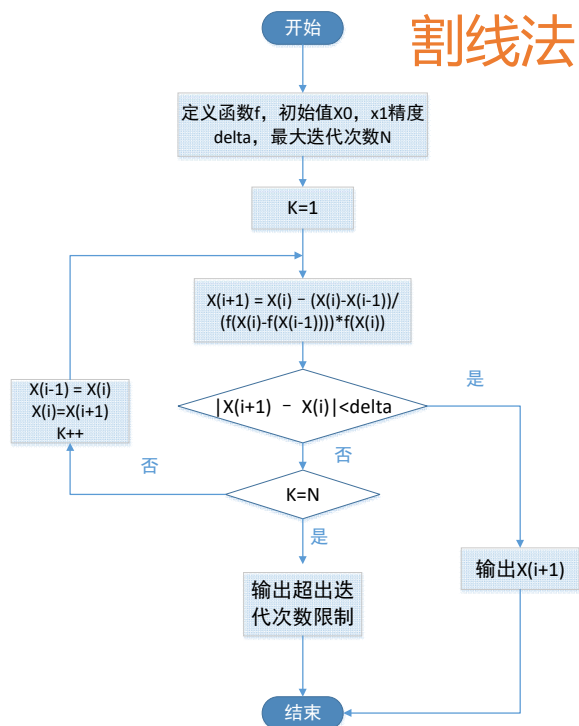 开始
割线法
定义函数f，初始值X0，x1精度
delta，最大迭代次数N
K=1
X(i+1) = X(i) – (X(i)-X(i-1))/
(f(X(i)-f(X(i-1))))*f(X(i))
是
X(i-1) = X(i)
X(i)=X(i+1)
K++
|X(i+1) – X(i)|<delta
否
否
K=N
是
输出X(i+1)
输出超出迭
代次数限制
结束